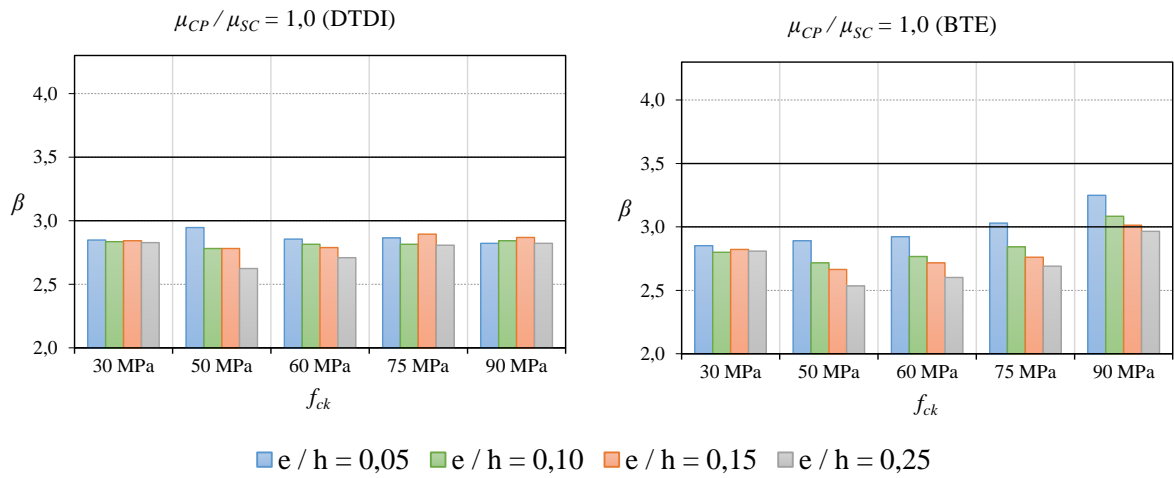 μCP / μSC = 1,0 (DTDI)
4,0
3,5
β
3,0
2,5
2,0
30 MPa 50 MPa 60 MPa 75 MPa 90 MPa
fck
μCP / μSC = 1,0 (BTE)
4,0
3,5
β
3,0
2,5
2,0
30 MPa 50 MPa 60 MPa 75 MPa 90 MPa
fck
e / h = 0,05 e / h = 0,10 e / h = 0,15 e / h = 0,25